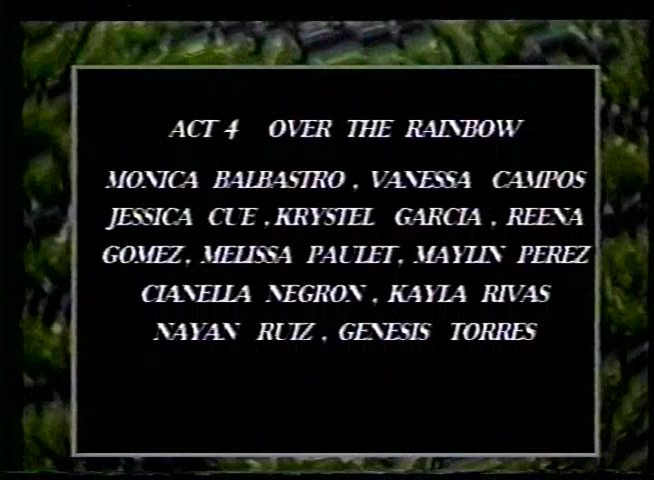 ACT 4 OVER THE RAINBOW
MONICA BALBASTRO, VANESSA CAMPOS
JESSICA CUE, KRYSTEL GARCIA, REENA
GOMEZ, MELISSA PAULET, MAYLIN PEREZ
CIANELLA NEGRON, KAYLA RIVAS
NAYAN RUIZ, GENESIS TORRES